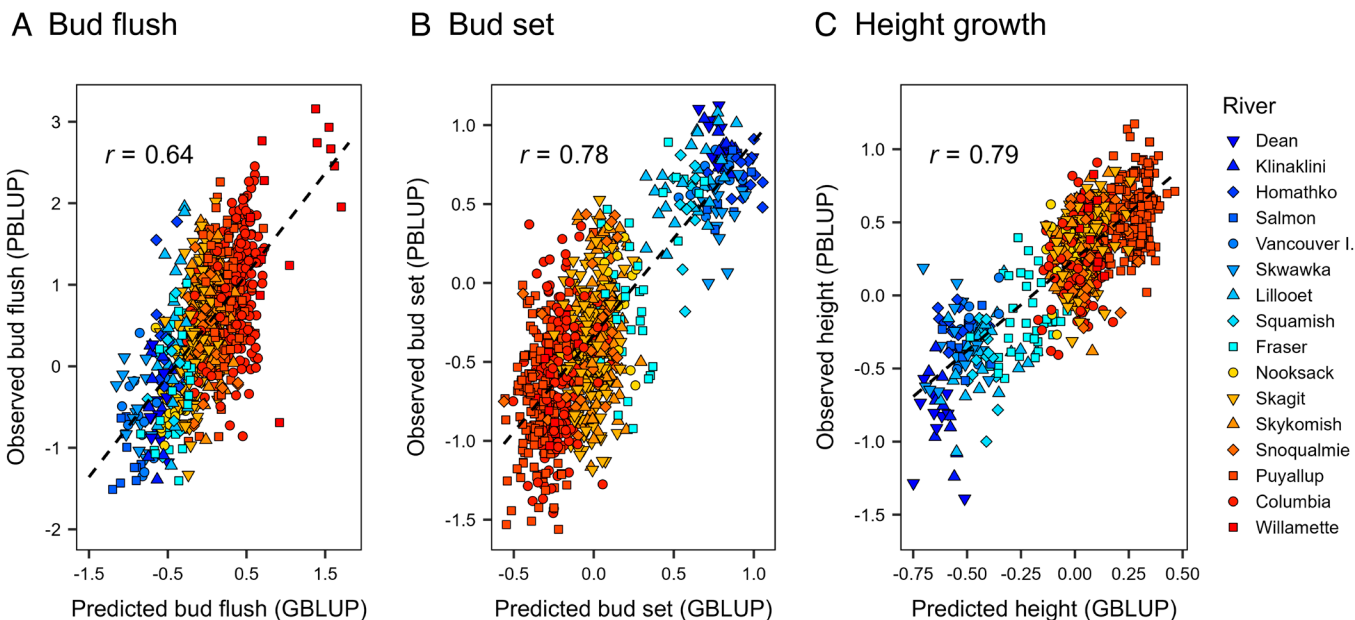 A Bud flush
B Bud set
C Height growth
Observed bud flush (PBLUP)
3
2
1
0
-1
-2
r = 0.64
-1.5
-0.5
0.5
1.5
Predicted bud flush (GBLUP)
Observed bud set (PBLUP)
1.0
0.5
0.0
-0.5
-1.0
-1.5
r = 0.78
-0.5
0.0
0.5
1.0
Predicted bud set (GBLUP)
Observed height (PBLUP)
1.0
0.5
0.0
-0.5
-1.0
-1.5
r = 0.79
-0.75
-0.50
-0.25
0.00
0.25
0.50
Predicted height (GBLUP)
River
Dean
Klinaklini
Homathko
Salmon
Vancouver I.
Skwawka
Lillooet
Squamish
Fraser
Nooksack
Skagit
Skykomish
Snoqualmie
Puyallup
Columbia
Willamette